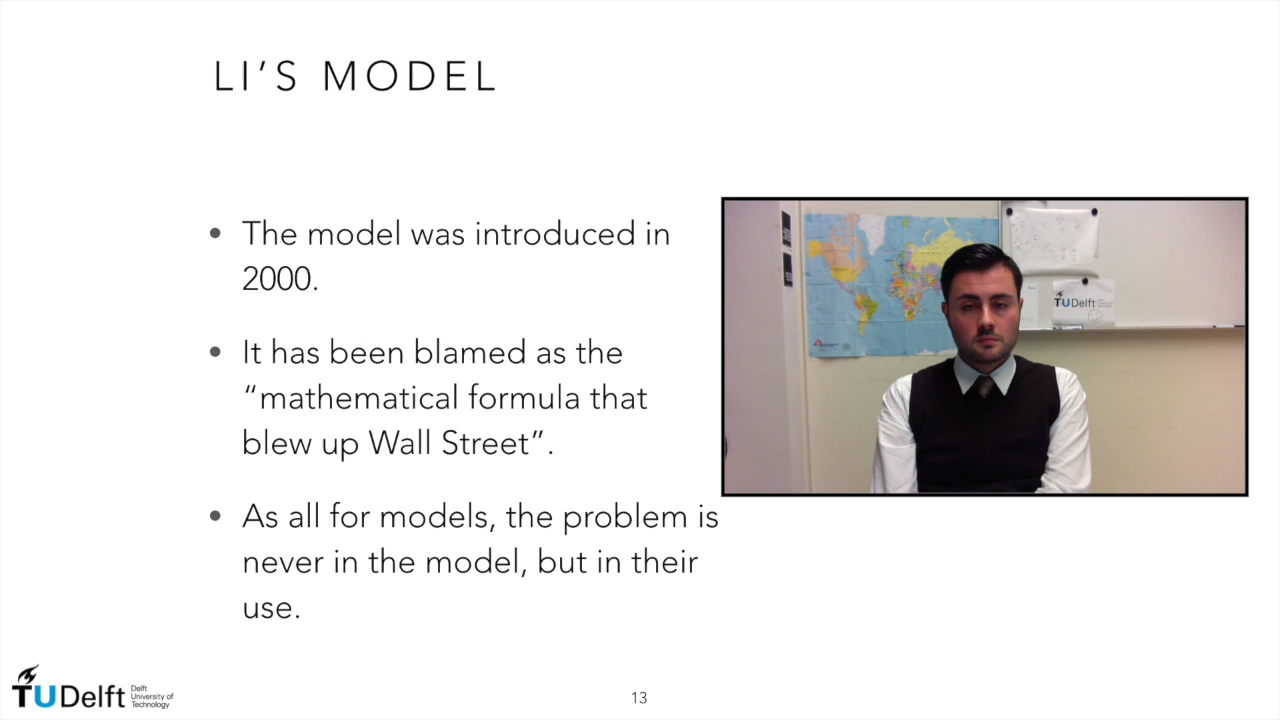 LI’S MODEL
• The model was introduced in
2000.
• It has been blamed as the
“mathematical formula that
blew up Wall Street”.
• As all for models, the problem is
never in the model, but in their
use.
TUDelft
TUDelft
Delft
University of
Technology
13